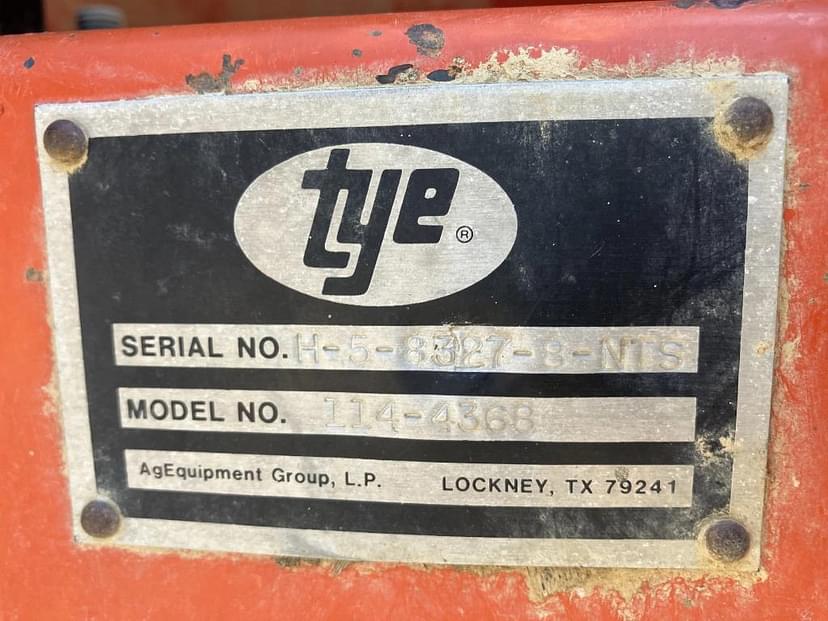 tye ®
SERIAL NO. H-5-8327-8-NTS
MODEL NO. 114-4368
AgEquipment Group, L.P. LOCKNEY, TX 79241